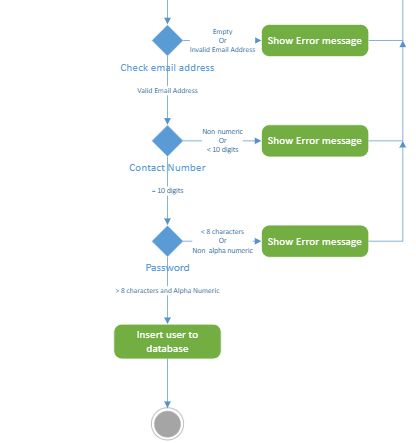 Empty
Or
Invalid Email Address
Show Error message
Check email address
Valid Email Address
Non-numeric
Or
< 10 digits
Show Error message
Contact Number
= 10 digits
< 8 characters
Or
Non alpha numeric
Show Error message
Password
> 8 characters and Alpha Numeric
Insert user to
database